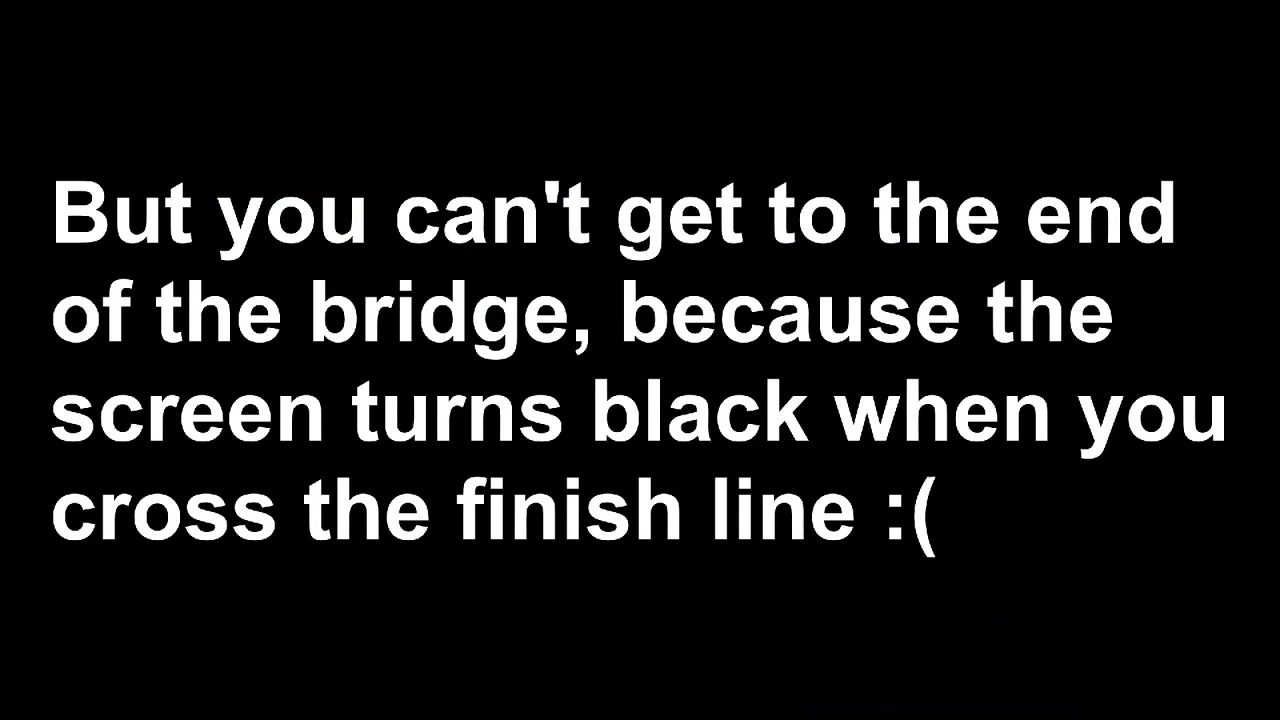 But you can't get to the end
of the bridge, because the
screen turns black when you
cross the finish line :(